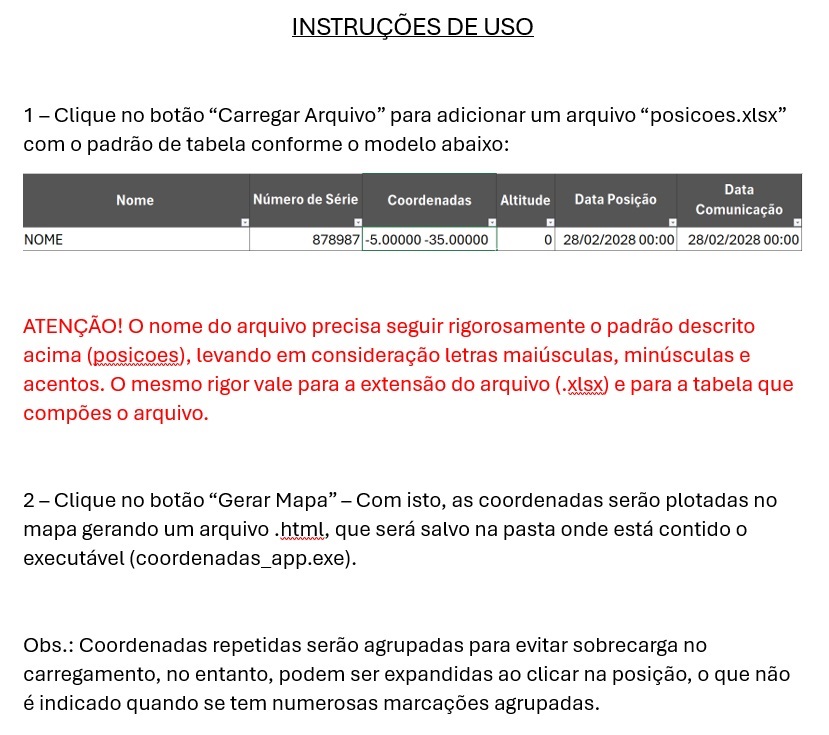 INSTRUÇÕES DE USO
1 – Clique no botão “Carregar Arquivo” para adicionar um arquivo “posicoes.xlsx”
com o padrão de tabela conforme o modelo abaixo:
Nome Número de Série Coordenadas Altitude Data Posição Data
Comunicação
NOME 878987 -5.00000 -35.00000 0 28/02/2028 00:00 28/02/2028 00:00
ATENÇÃO! O nome do arquivo precisa seguir rigorosamente o padrão descrito
acima (posicoes), levando em consideração letras maiúsculas, minúsculas e
acentos. O mesmo rigor vale para a extensão do arquivo (.xlsx) e para a tabela que
compões o arquivo.
2 – Clique no botão “Gerar Mapa” – Com isto, as coordenadas serão plotadas no
mapa gerando um arquivo .html, que será salvo na pasta onde está contido o
executável (coordenadas_app.exe).
Obs.: Coordenadas repetidas serão agrupadas para evitar sobrecarga no
carregamento, no entanto, podem ser expandidas ao clicar na posição, o que não
é indicado quando se tem numerosas marcações agrupadas.